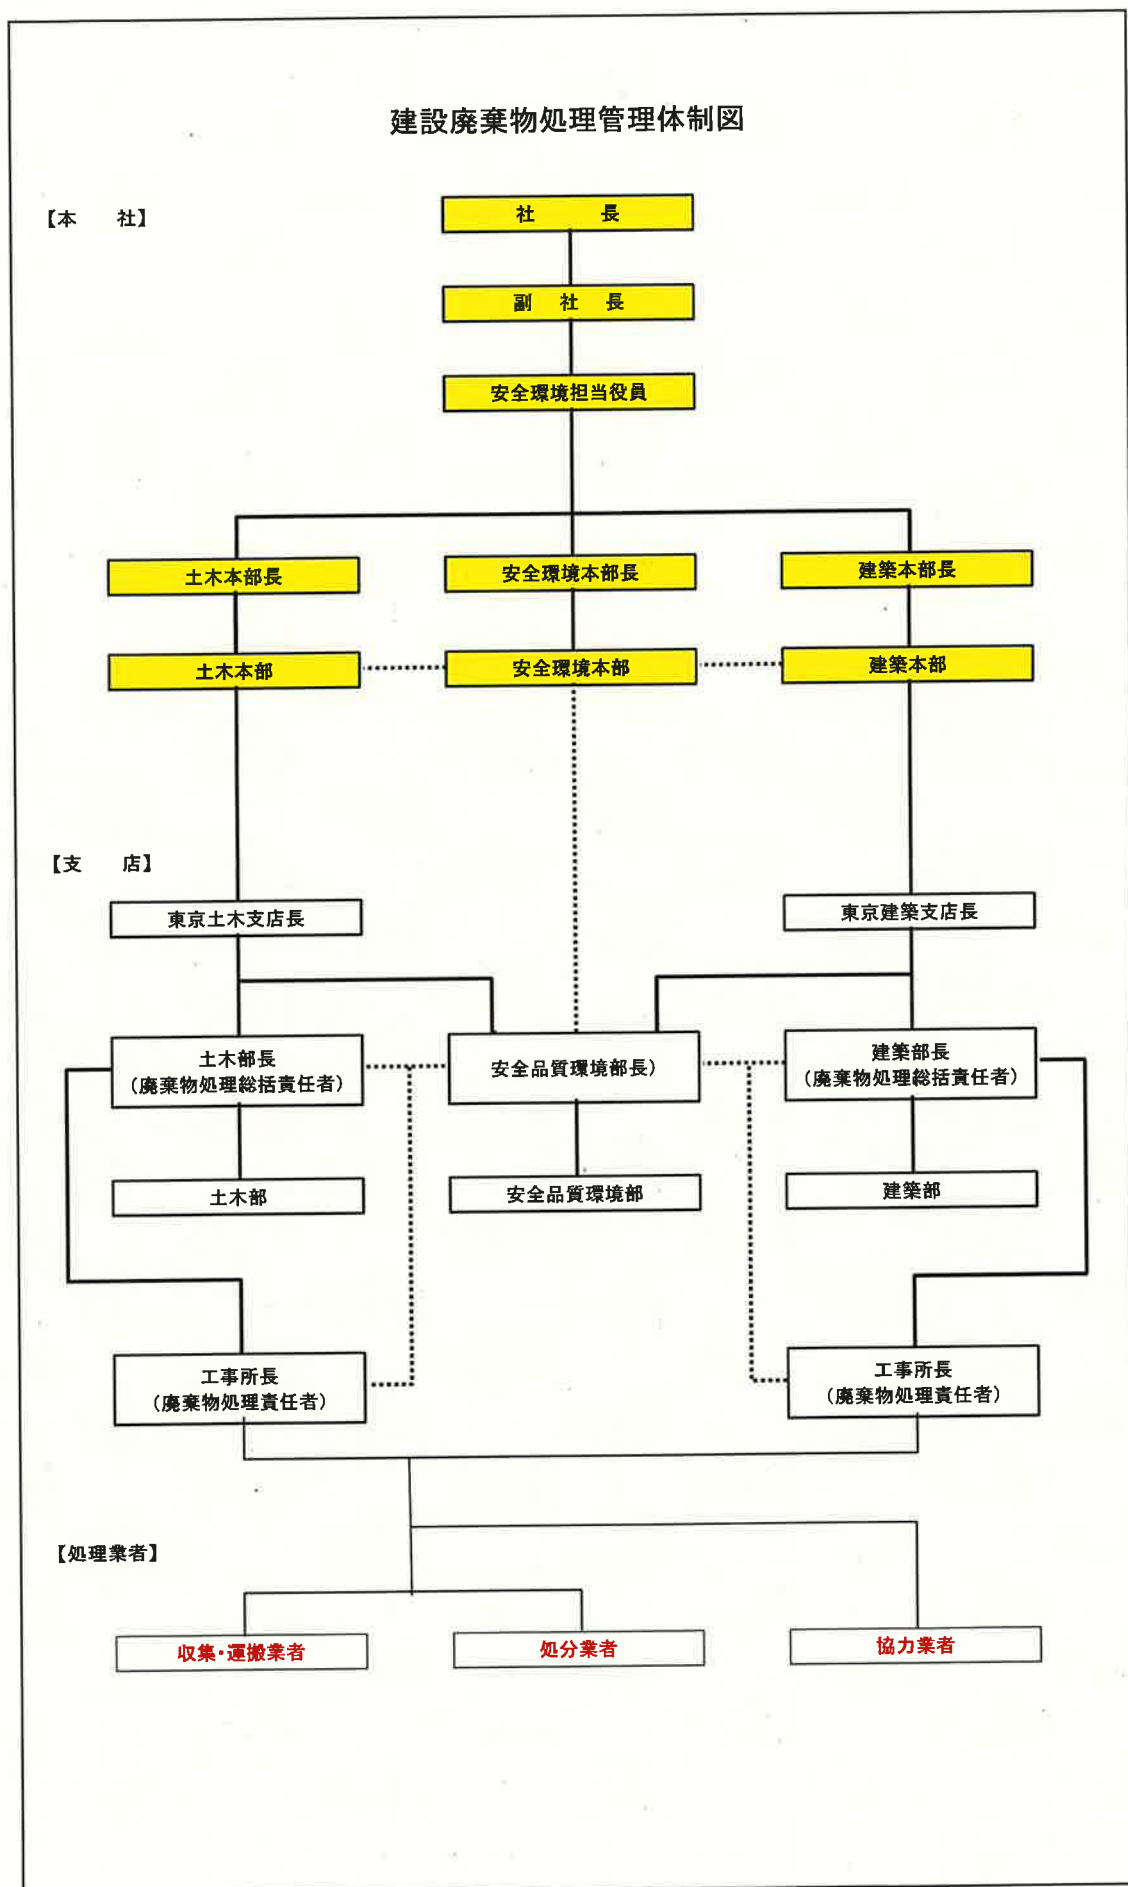 建設廃棄物処理管理体制図
【本　　社】
社　　　長
副　社　長
安全環境担当役員
土木本部長
安全環境本部長
建築本部長
土木本部
安全環境本部
建築本部
【支　　店】
東京土木支店長
東京建築支店長
土木部長
（廃棄物処理総括責任者）
安全品質環境部長）
建築部長
（廃棄物処理総括責任者）
土木部
安全品質環境部
建築部
工事所長
（廃棄物処理責任者）
工事所長
（廃棄物処理責任者）
【処理業者】
収集・運搬業者
処分業者
協力業者